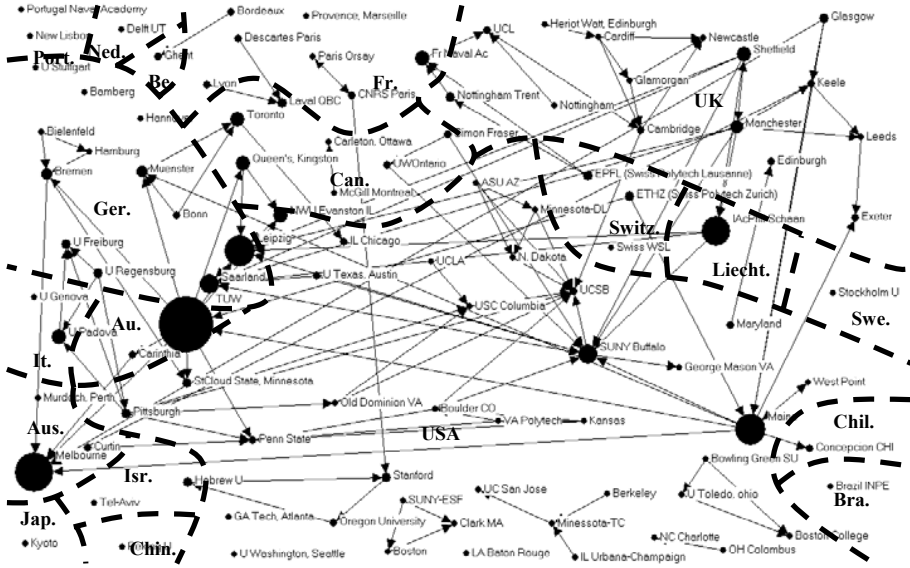 Portugal Naval Academy
Bordeaux
Provence, Marseille
Heriot Watt, Edinburgh
Glasgow
New Lisbon
Delft UT
Descartes Paris
UCL
Cardiff
Newcastle
Port.
Ned.
Ghent
Paris Orsay
Fr Naval Ac
Sheffield
U Stuttgart
Be.
Fr.
UK
Bamberg
Lyon
Laval QBC
CNRS Paris
Nottingham Trent
Glamorgan
Keele
Nottingham
Hannover
Toronto
Simon Fraser
Cambridge
Manchester
Leeds
Bielenfeld
Carleton, Ottawa
Hamburg
Queen's, Kingston
UWOntario
Edinburgh
Bremen
Muenster
Can.
ASU AZ
EPFL (Swiss Polytech Lausanne)
McGill Montreal
ETHZ (Swiss Polytech Zurich)
Ger.
Bonn
NWU Evanston IL
Minnesota-DL
IAcPhilSchaan
Exeter
Leipzig
IL Chicago
Switz.
U Freiburg
N. Dakota
Swiss WSL
U Regensburg
Saarland
U Texas, Austin
UCLA
Liecht.
U Genova
TUW
UCSB
Stockholm U
Au.
USC Columbia
Swe.
U Padova
Maryland
It.
Carinthia
SUNY Buffalo
George Mason VA
StCloud State, Minnesota
West Point
Murdoch, Perth
Pittsburgh
Old Dominion VA
Boulder CO
VA Polytech
Kansas
Maine
Chil.
Aus.
Curtin
Penn State
USA
Concepcion CHI
Melbourne
Isr.
Hebrew U
Stanford
Bowling Green SU
Brazil INPE
Bra.
Jap.
Tel-Aviv
SUNY-ESF
UC San Jose
Berkeley
U Toledo, ohio
GA Tech, Atlanta
Oregon University
Clark MA
Minessota-TC
Boston College
Kyoto
Chin.
U Washington, Seattle
Boston
LA Baton Rouge
IL Urbana-Champaign
NC Charlotte
OH Colombus